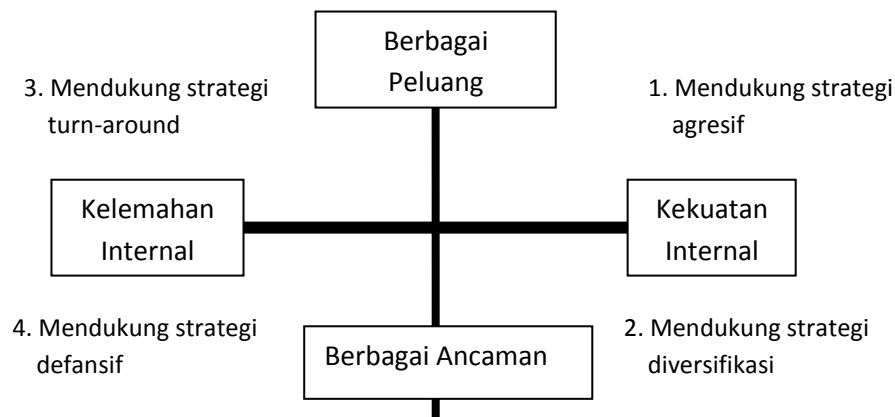 Berbagai
Peluang
3. Mendukung strategi
turn-around
1. Mendukung strategi
agresif
Kelemahan
Internal
Kekuatan
Internal
4. Mendukung strategi
defansif
Berbagai Ancaman
2. Mendukung strategi
diversifikasi